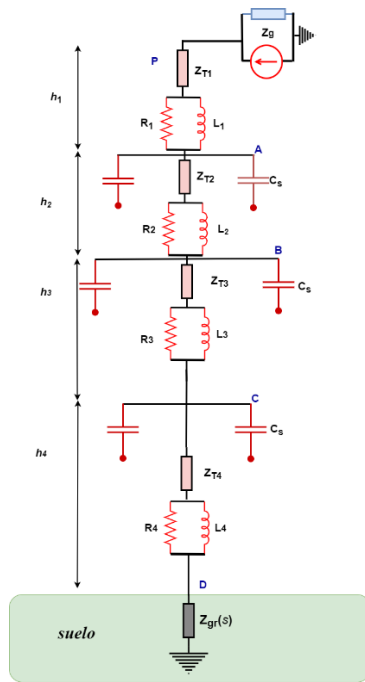 Zg
P
ZT1
h1
R1 L1
A
ZT2
Cs
h2
R2 L2
B
ZT3
Cs
h3
R3 L3
C
Cs
h4
ZT4
R4 L4
D
suelo
Zgr(s)